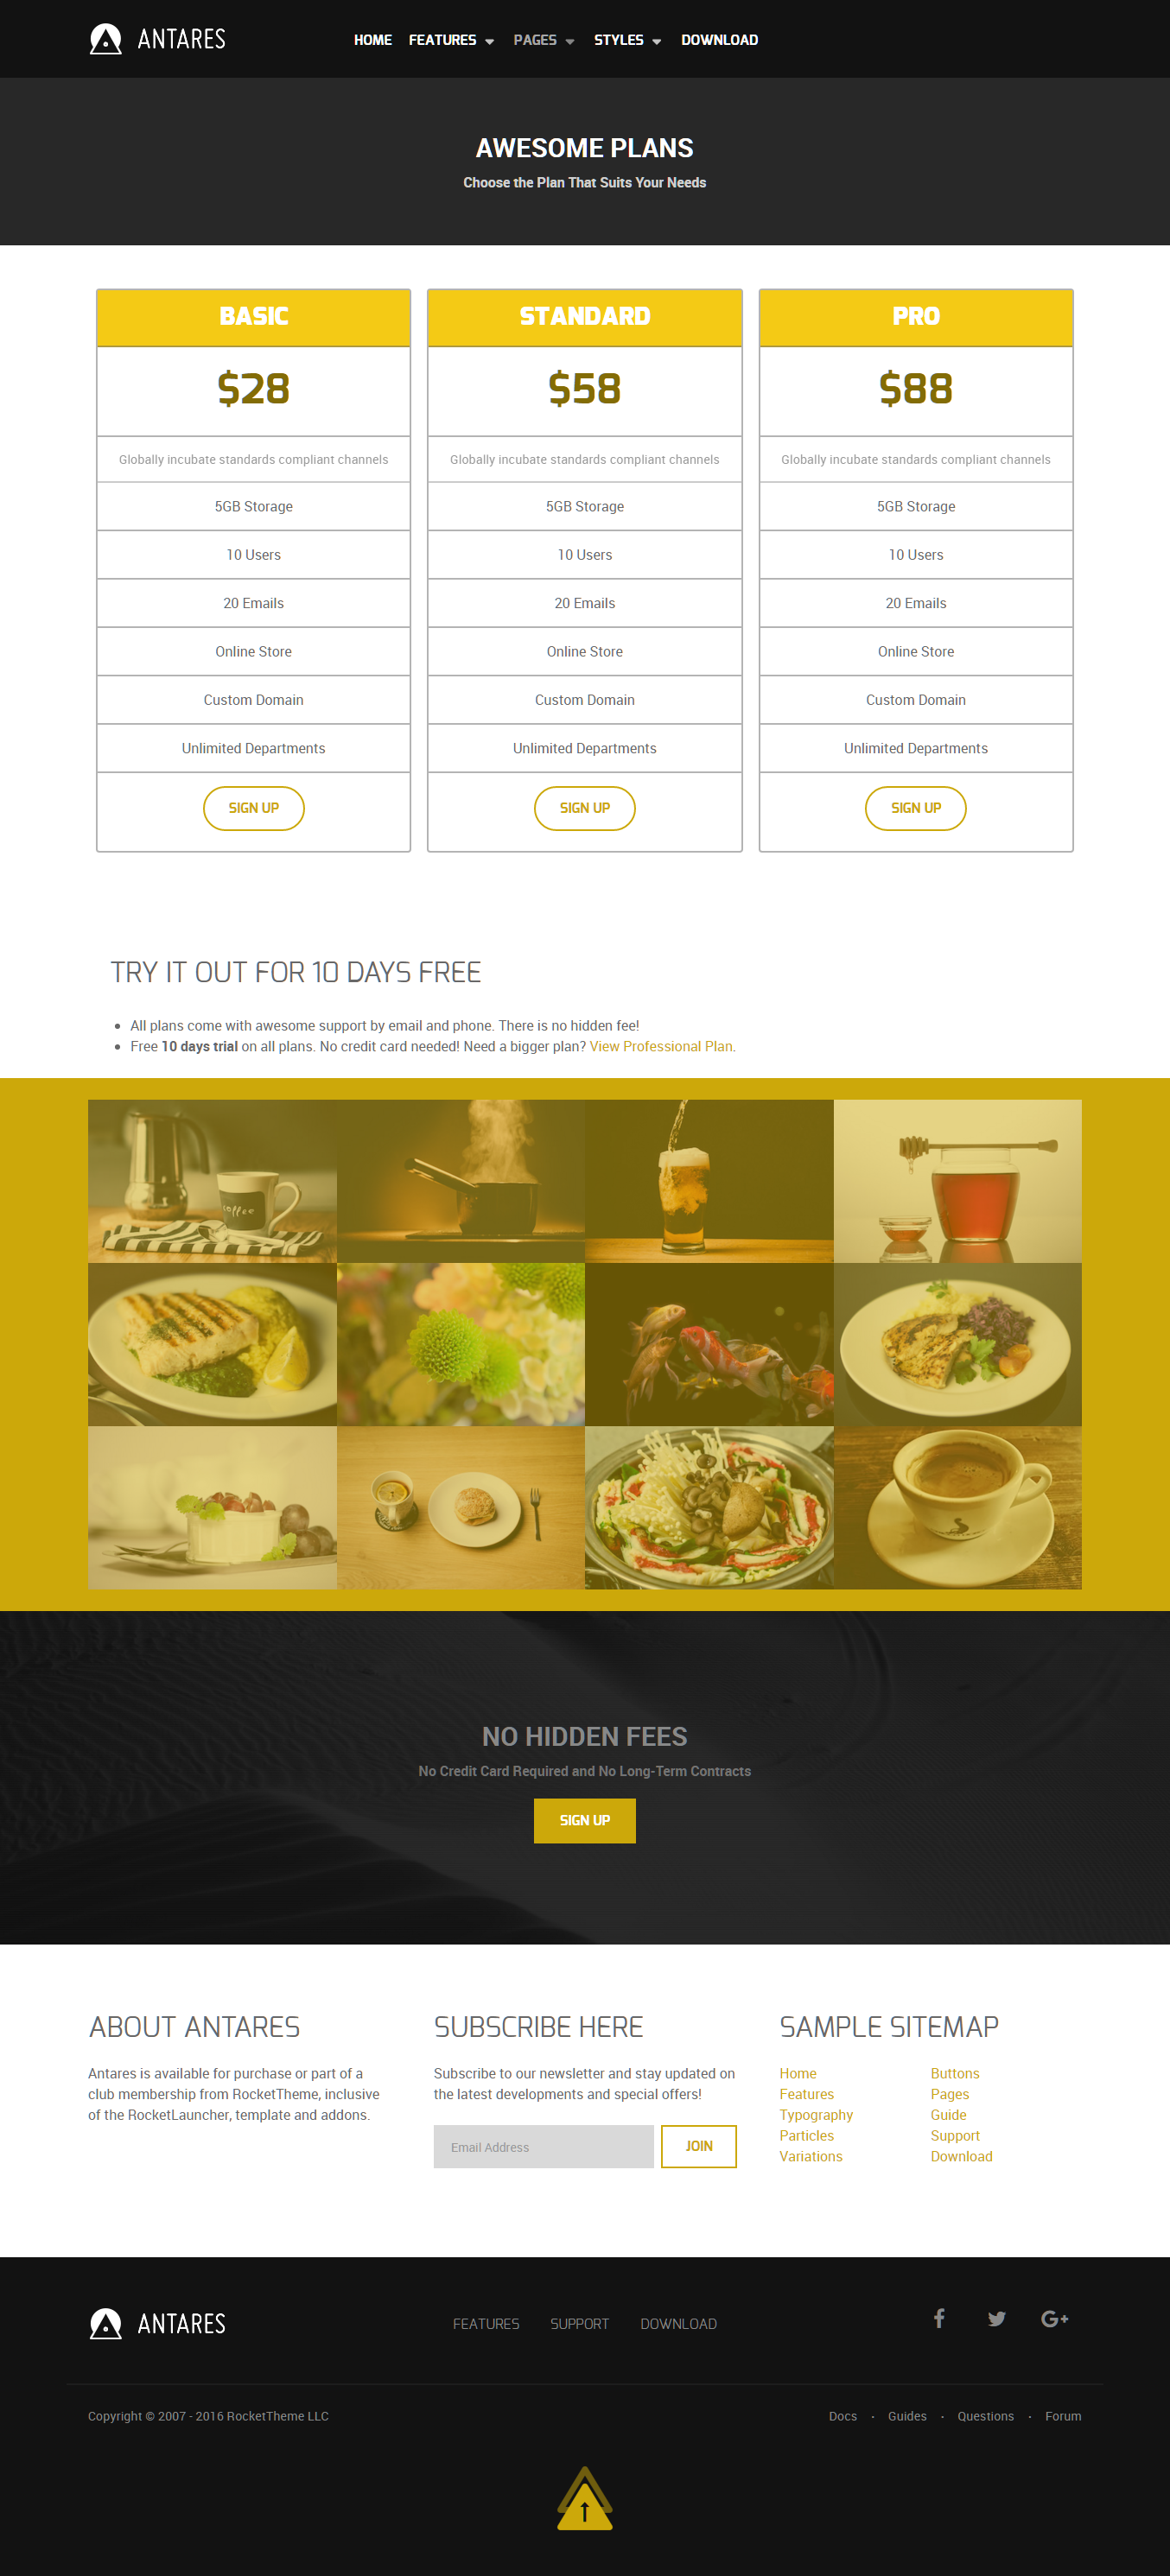 ANTARES
HOME FEATURES PAGES STYLES DOWNLOAD
AWESOME PLANS
Choose the Plan That Suits Your Needs
BASIC
$28
Globally incubate standards compliant channels
5GB Storage
10 Users
20 Emails
Online Store
Custom Domain
Unlimited Departments
SIGN UP
STANDARD
$58
Globally incubate standards compliant channels
5GB Storage
10 Users
20 Emails
Online Store
Custom Domain
Unlimited Departments
SIGN UP
PRO
$88
Globally incubate standards compliant channels
5GB Storage
10 Users
20 Emails
Online Store
Custom Domain
Unlimited Departments
SIGN UP
TRY IT OUT FOR 10 DAYS FREE
All plans come with awesome support by email and phone. There is no hidden fee!
Free 10 days trial on all plans. No credit card needed! Need a bigger plan? View Professional Plan.
coffee
NO HIDDEN FEES
No Credit Card Required and No Long-Term Contracts
SIGN UP
ABOUT ANTARES
Antares is available for purchase or part of a
club membership from RocketTheme, inclusive
of the RocketLauncher, template and addons.
SUBSCRIBE HERE
Subscribe to our newsletter and stay updated on
the latest developments and special offers!
Email Address
JOIN
SAMPLE SITEMAP
Home
Features
Typography
Particles
Variations
Buttons
Pages
Guide
Support
Download
ANTARES
FEATURES SUPPORT DOWNLOAD
G+
Copyright © 2007 - 2016 RocketTheme LLC
Docs · Guides · Questions · Forum